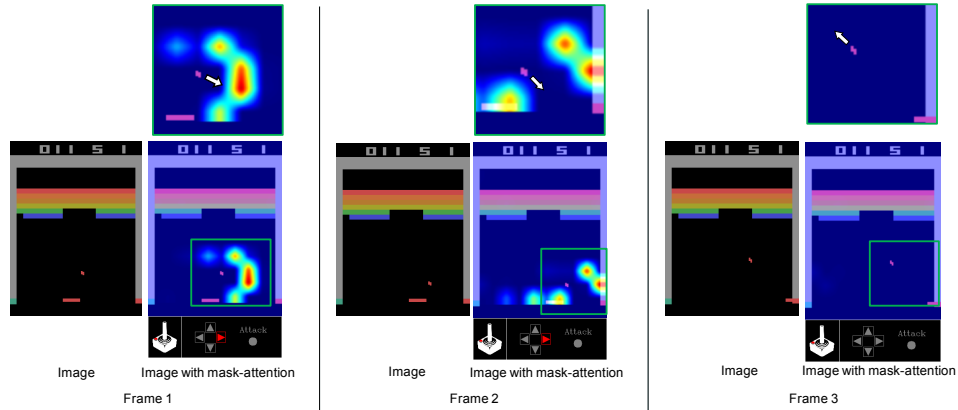 011 5 1
011 5 1
Attack
Image
Image with mask-attention
Frame 1
011 5 1
011 5 1
Attack
Image
Image with mask-attention
Frame 2
011 5 1
011 5 1
Attack
Image
Image with mask-attention
Frame 3